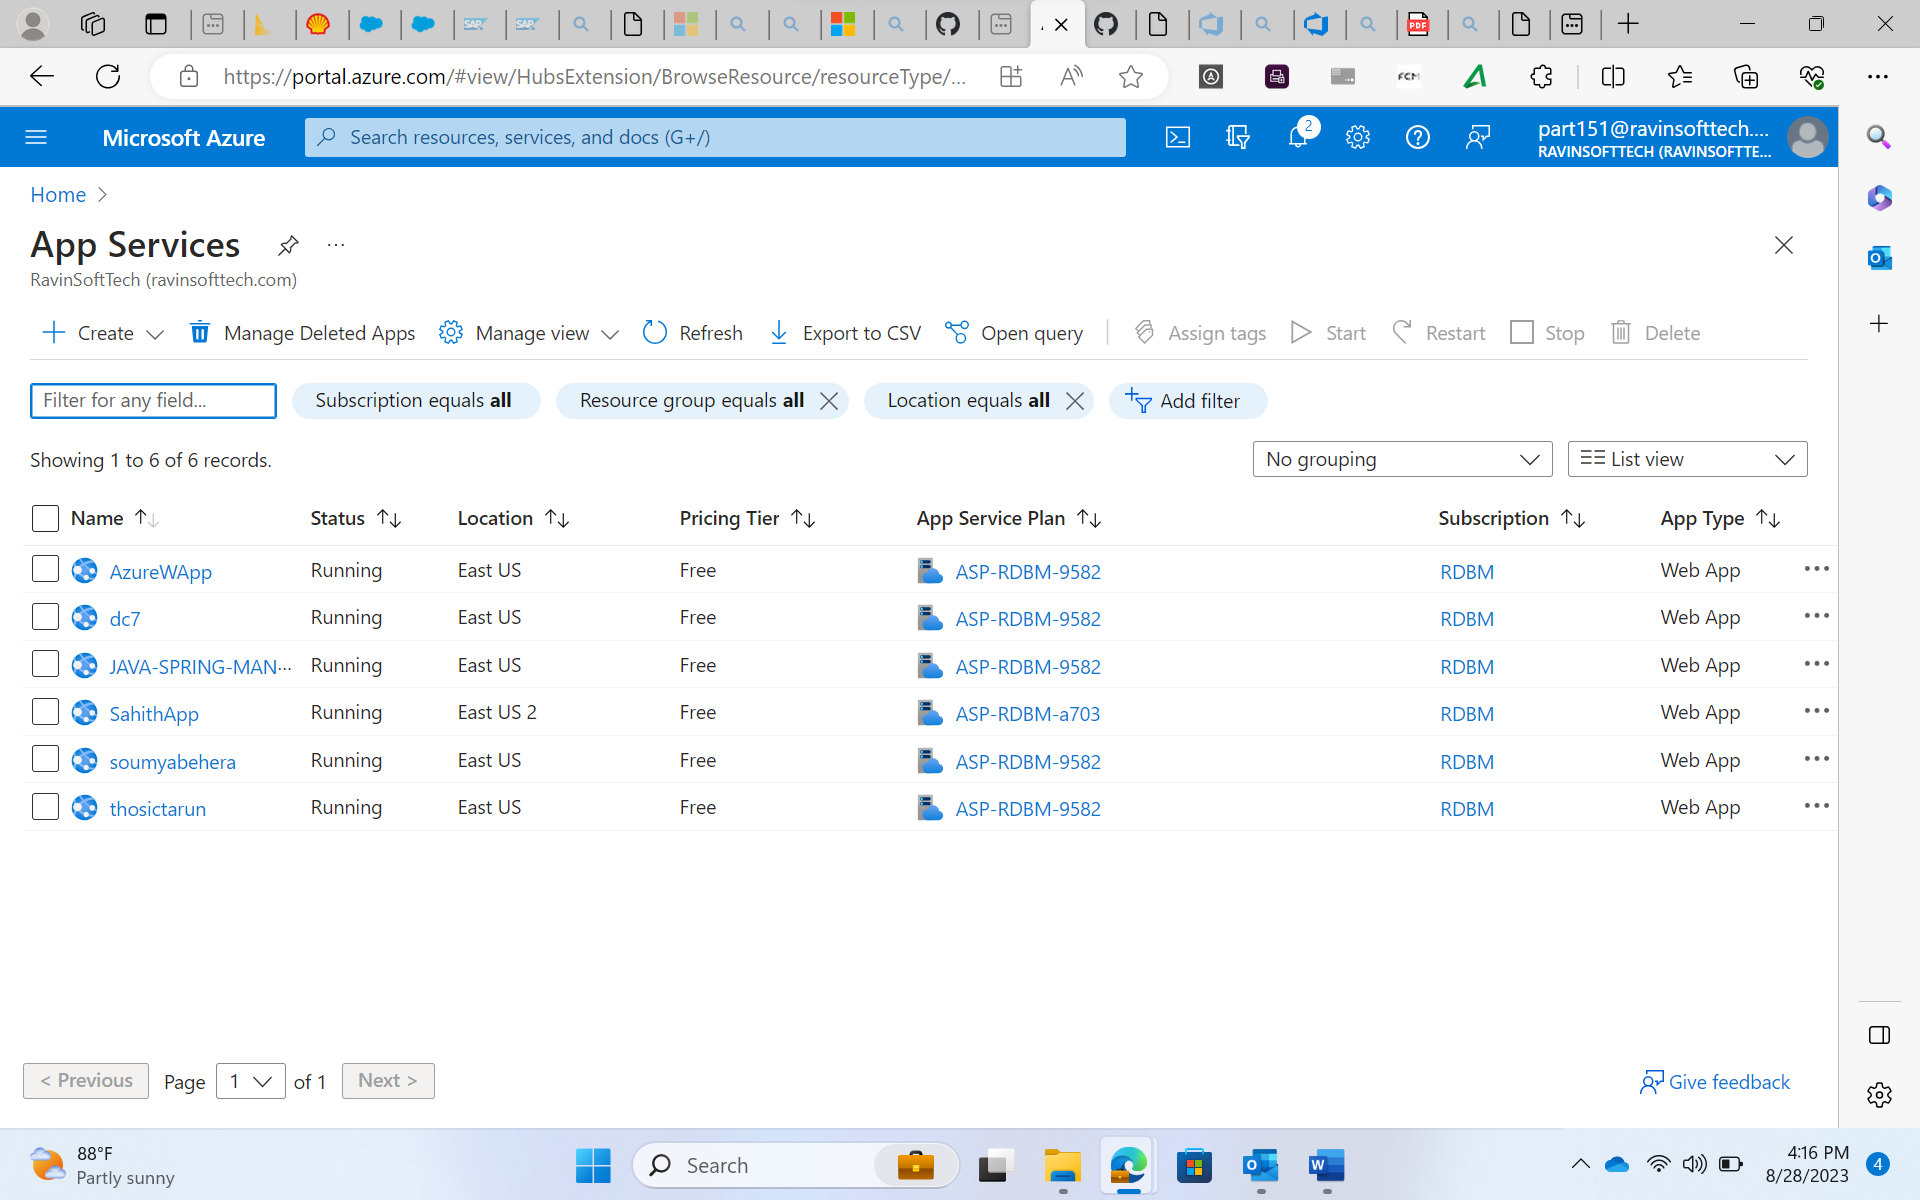 https://portal.azure.com/#view/HubsExtension/BrowseResource/resourceType/...
FCM
PDF
SAP
SAP
Microsoft Azure
Search resources, services, and docs (G+/)
2
part151@ravinsofttech....
RAVINSOFTTECH (RAVINSOFTTE...
Home
App Services
RavinSoftTech (ravinsofttech.com)
Create
Manage Deleted Apps
Manage view
Refresh
Export to CSV
Open query
Assign tags
Start
Restart
Stop
Delete
Filter for any field...
Subscription equals all
Resource group equals all
Location equals all
Add filter
Showing 1 to 6 of 6 records.
No grouping
List view
Name Status Location Pricing Tier App Service Plan Subscription App Type
AzureWApp Running East US Free ASP-RDBM-9582 RDBM Web App
dc7 Running East US Free ASP-RDBM-9582 RDBM Web App
JAVA-SPRING-MAN... Running East US Free ASP-RDBM-9582 RDBM Web App
SahithApp Running East US 2 Free ASP-RDBM-a703 RDBM Web App
soumyabehera Running East US Free ASP-RDBM-9582 RDBM Web App
thosictarun Running East US Free ASP-RDBM-9582 RDBM Web App
< Previous
Page 1 of 1
Next >
Give feedback
88°F
Partly sunny
Search
4:16 PM
8/28/2023
4